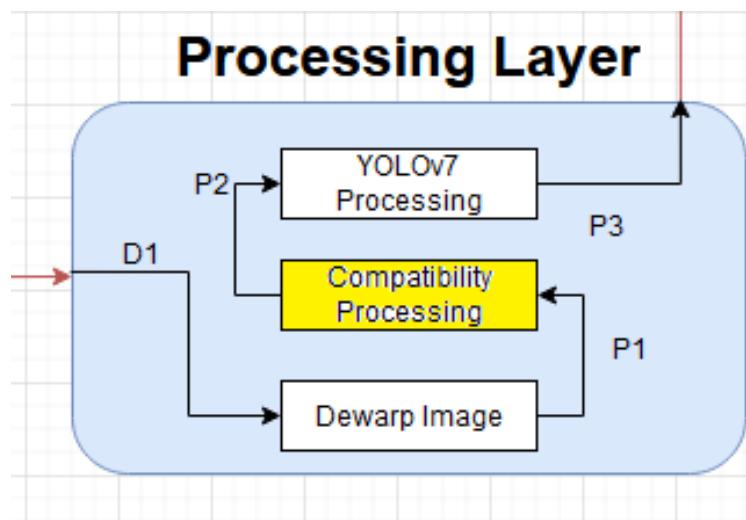 Processing Layer
YOLOv7
Processing
P2
P3
D1
Compatibility
Processing
P1
Dewarp Image